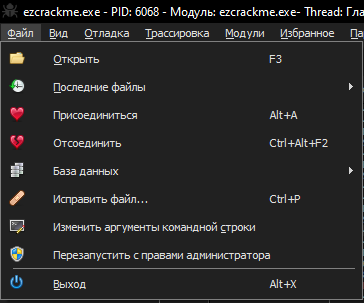 ezcrackme.exe - PID: 6068 - Модуль: ezcrackme.exe- Thread: Гла
Файл Вид Отладка Трассировка Модули Избранное Па
Открыть F3
Последние файлы
Присоединиться Alt+A
Отсоединить Ctrl+Alt+F2
База данных
Исправить файл... Ctrl+P
Изменить аргументы командной строки
Перезапустить с правами администратора
Выход Alt+X